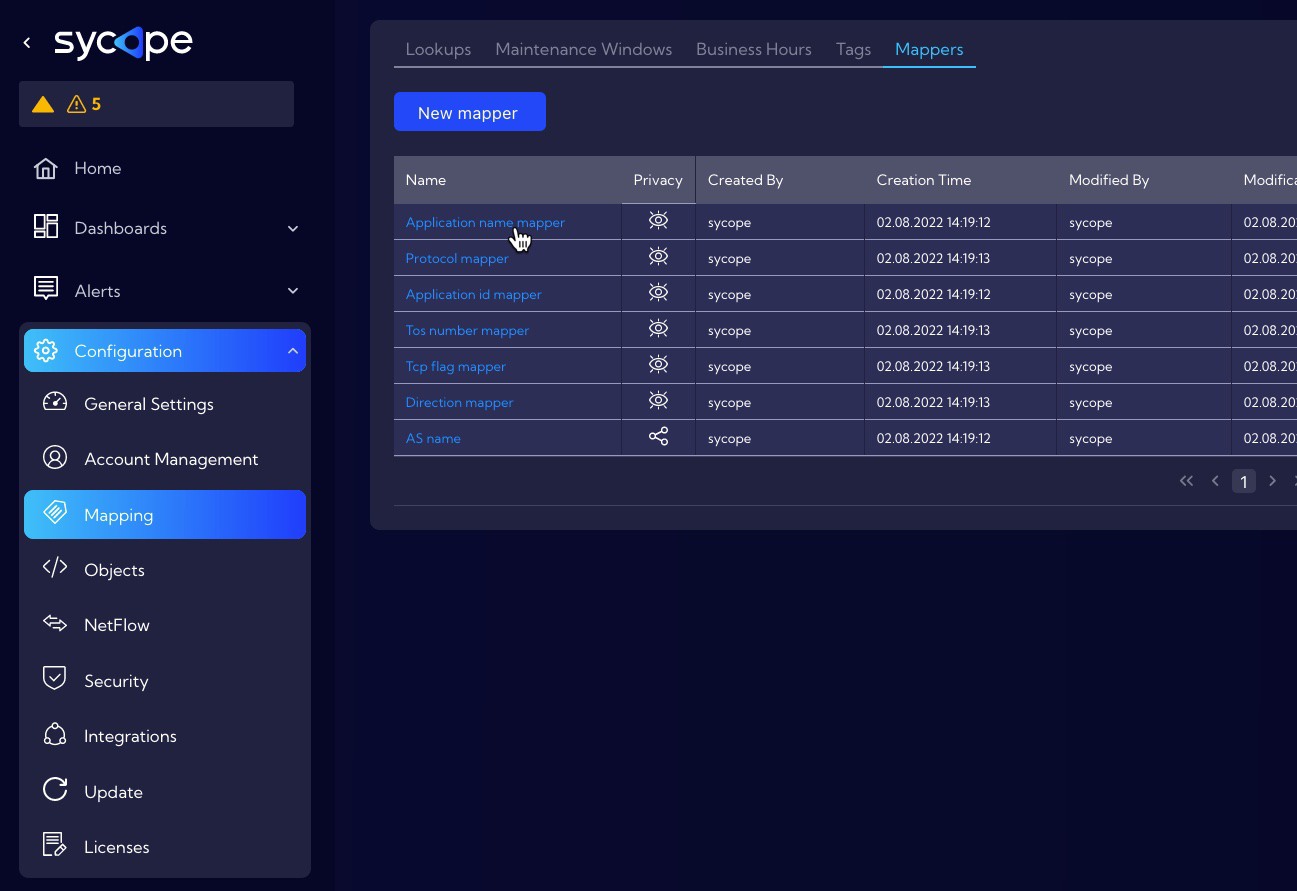 sycope
5
Home
Dashboards
Alerts
Configuration
General Settings
Account Management
Mapping
Objects
NetFlow
Security
Integrations
Update
Licenses
Lookups Maintenance Windows Business Hours Tags Mappers
New mapper
Name Privacy Created By Creation Time Modified By Modifica
Application name mapper sycope 02.08.2022 14:19:12 sycope 02.08.20
Protocol mapper sycope 02.08.2022 14:19:13 sycope 02.08.20
Application id mapper sycope 02.08.2022 14:19:12 sycope 02.08.20
Tos number mapper sycope 02.08.2022 14:19:13 sycope 02.08.20
Tcp flag mapper sycope 02.08.2022 14:19:13 sycope 02.08.20
Direction mapper sycope 02.08.2022 14:19:13 sycope 02.08.20
AS name sycope 02.08.2022 14:19:12 sycope 02.08.20
1